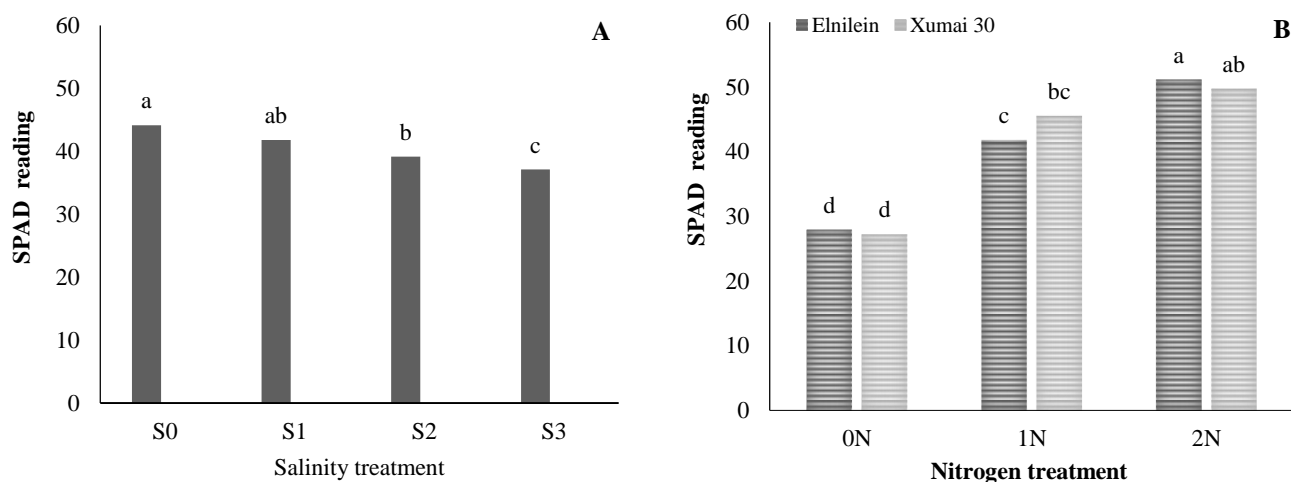 A
SPAD reading
60
50
40
30
20
10
0
a
ab
b
c
S0 S1 S2 S3
Salinity treatment
B
Elnilein Xumai 30
SPAD reading
60
50
40
30
20
10
0
d d
c bc
a ab
0N 1N 2N
Nitrogen treatment